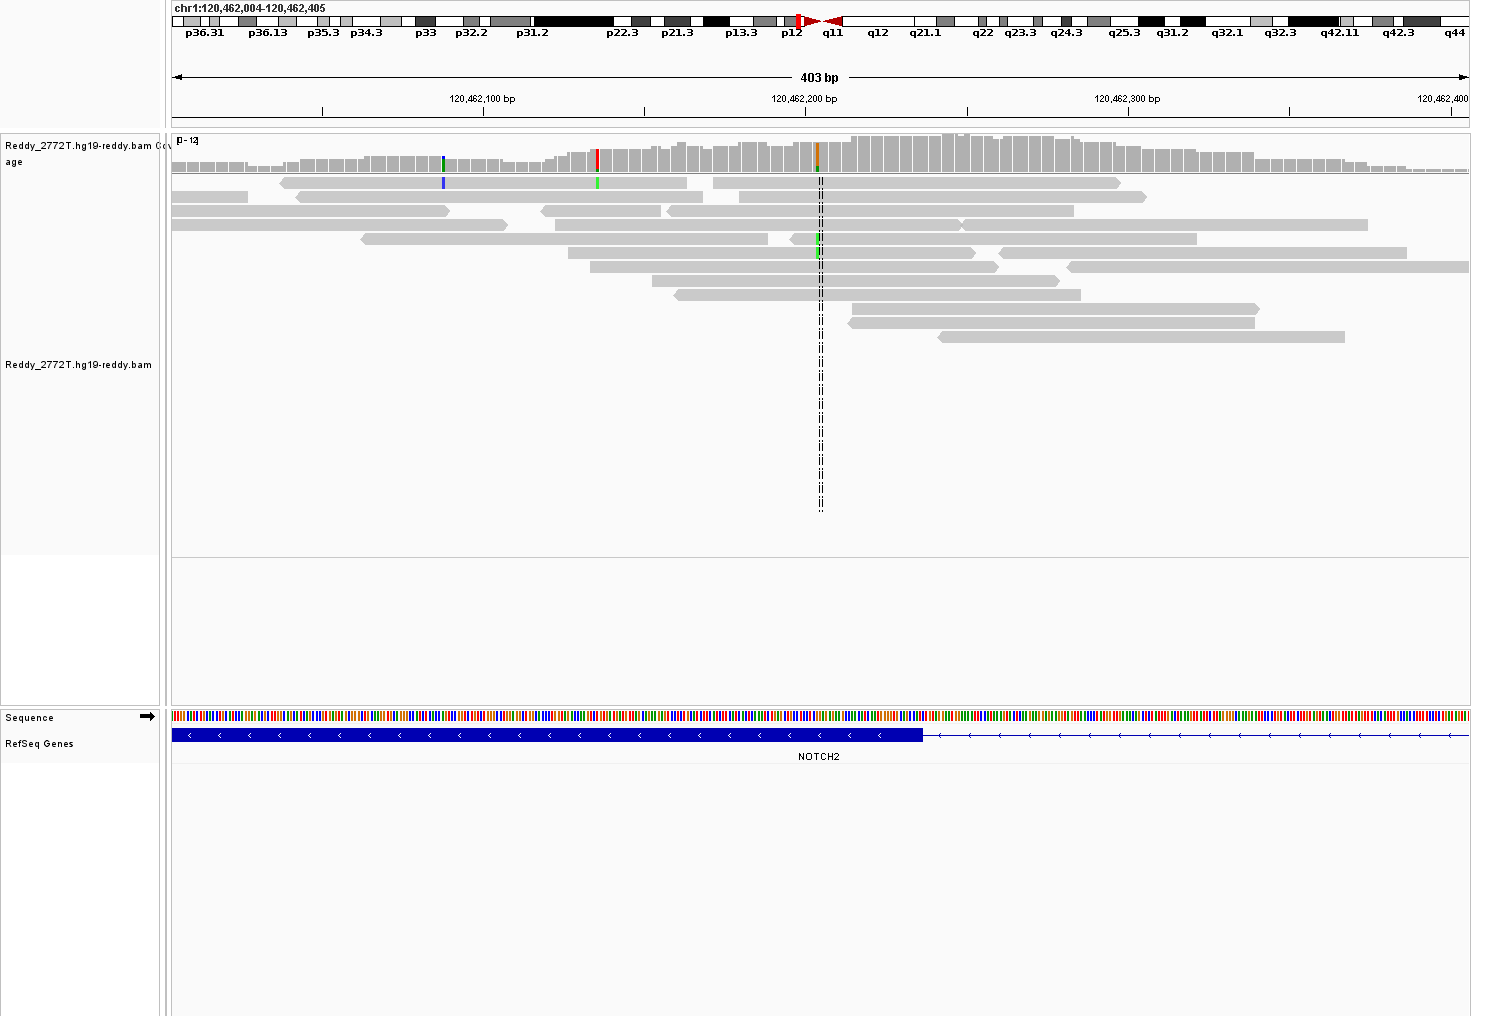 chr1:120,462,004-120,462,405
p36.31 p36.13 p35.3 p34.3 p33 p32.2 p31.2 p22.3 p21.3 p13.3 p12 q11 q12 q21.1 q22 q23.3 q24.3 q25.3 q31.2 q32.1 q32.3 q42.11 q42.3 q44
403 bp
120,462,100 bp 120,462,200 bp 120,462,300 bp 120,462,400
[0 - 12]
Reddy_2772T.hg19-reddy.bam Cov
age
Reddy_2772T.hg19-reddy.bam
Sequence
RefSeq Genes
NOTCH2